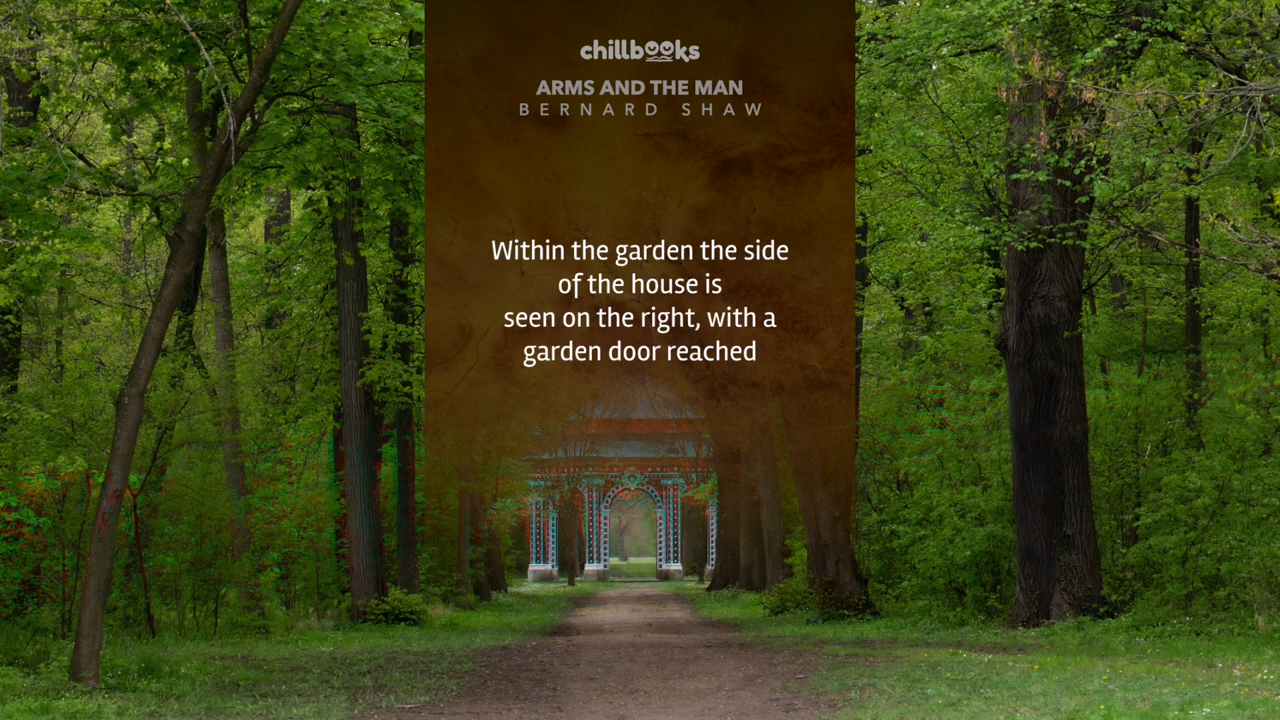 chillbooks
ARMS AND THE MAN
BERNARD SHAW
Within the garden the side
of the house is
seen on the right, with a
garden door reached